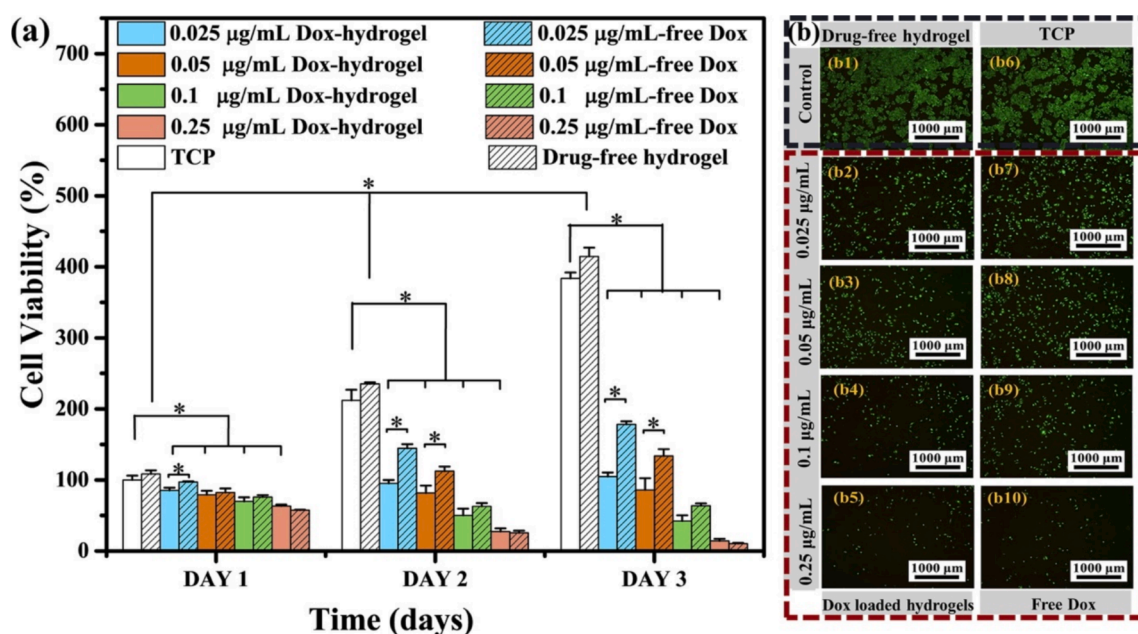 (a)
0.025 μg/mL Dox-hydrogel
0.05 μg/mL Dox-hydrogel
0.1 μg/mL Dox-hydrogel
0.25 μg/mL Dox-hydrogel
TCP
0.025 μg/mL-free Dox
0.05 μg/mL-free Dox
0.1 μg/mL-free Dox
0.25 μg/mL-free Dox
Drug-free hydrogel
Cell Viability (%)
700
600
500
400
300
200
100
0
*
*
*
*
*
*
*
*
*
DAY 1
DAY 2
DAY 3
Time (days)
(b)
Drug-free hydrogel
TCP
Control
(b1)
1000 μm
(b6)
1000 μm
0.025 μg/mL
(b2)
1000 μm
(b7)
1000 μm
0.05 μg/mL
(b3)
1000 μm
(b8)
1000 μm
0.1 μg/mL
(b4)
1000 μm
(b9)
1000 μm
0.25 μg/mL
(b5)
1000 μm
(b10)
1000 μm
Dox loaded hydrogels
Free Dox